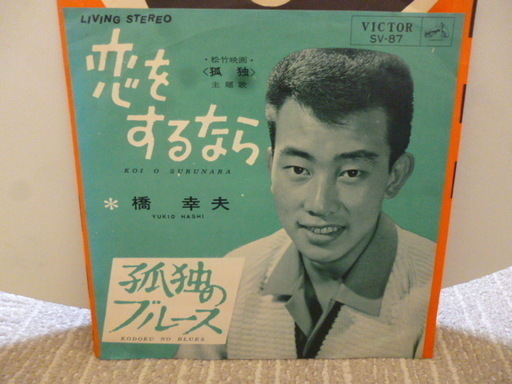 LIVING STEREO
VICTOR
SV-87
・松竹映画・
〈孤独〉
主題歌
恋を
するなら
KOI O SURUNARA
＊橋 幸夫
YUKIO HASHI
孤独の
ブルース
KODOKU NO BLUES